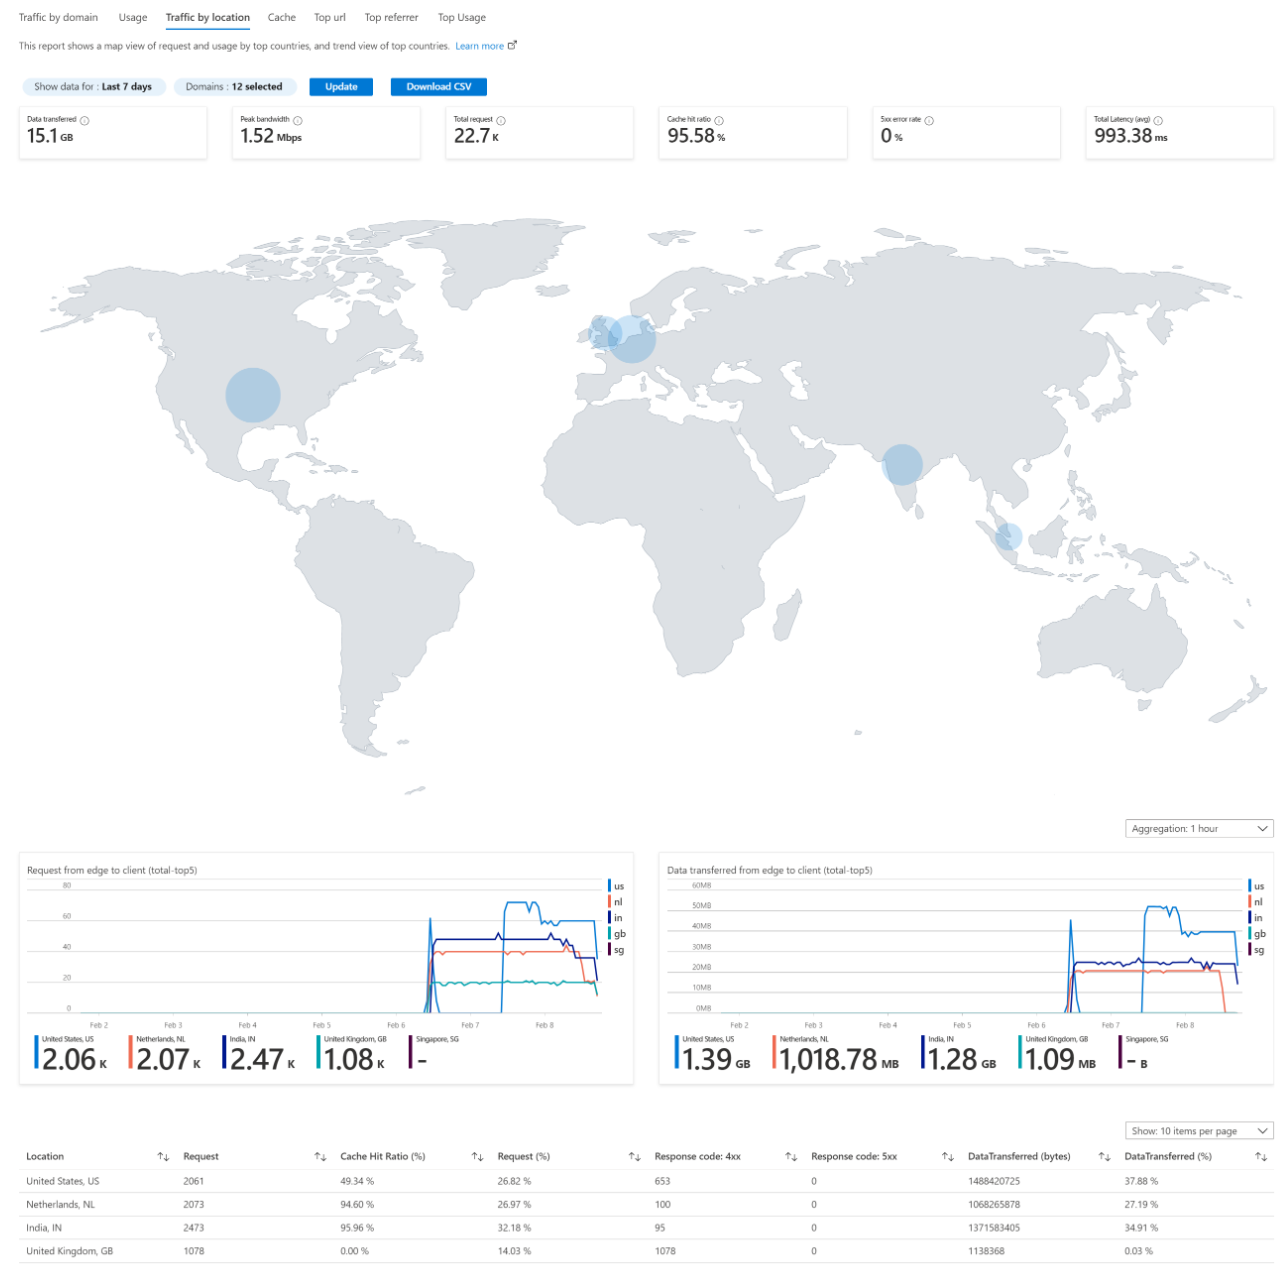 Traffic by domain Usage Traffic by location Cache Top url Top referrer Top Usage
This report shows a map view of request and usage by top countries, and trend view of top countries. Learn more
Show data for : Last 7 days Domains : 12 selected Update Download CSV
Data transferred Peak bandwidth Total request Cache hit ratio 5xx error rate Total Latency (avg)
15.1 GB 1.52 Mbps 22.7 K 95.58 % 0 % 993.38 ms
Aggregation: 1 hour
Request from edge to client (total-top5)
80
60
40
20
0
Feb 2 Feb 3 Feb 4 Feb 5 Feb 6 Feb 7 Feb 8
us
nl
in
gb
sg
United States, US Netherlands, NL India, IN United Kingdom, GB Singapore, SG
2.06 K 2.07 K 2.47 K 1.08 K -
Data transferred from edge to client (total-top5)
60MB
50MB
40MB
30MB
20MB
10MB
0MB
Feb 2 Feb 3 Feb 4 Feb 5 Feb 6 Feb 7 Feb 8
us
nl
in
gb
sg
United States, US Netherlands, NL India, IN United Kingdom, GB Singapore, SG
1.39 GB 1,018.78 MB 1.28 GB 1.09 MB - B
Show: 10 items per page
Location Request Cache Hit Ratio (%) Request (%) Response code: 4xx Response code: 5xx DataTransferred (bytes) DataTransferred (%)
United States, US 2061 49.34 % 26.82 % 653 0 1488420725 37.88 %
Netherlands, NL 2073 94.60 % 26.97 % 100 0 1068265878 27.19 %
India, IN 2473 95.96 % 32.18 % 95 0 1371583405 34.91 %
United Kingdom, GB 1078 0.00 % 14.03 % 1078 0 1138368 0.03 %